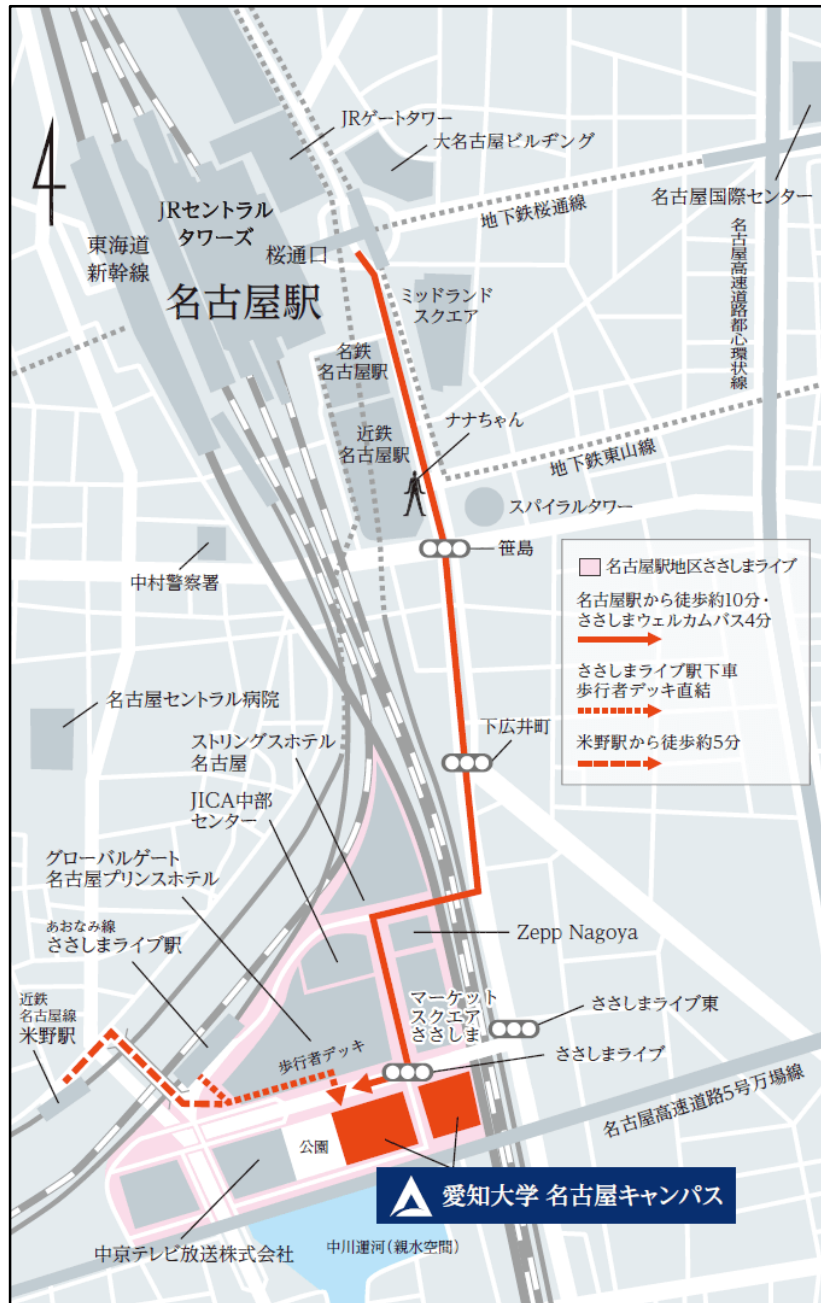 JRゲートタワー
大名古屋ビルヂング
JRセントラル
タワーズ
桜通口
東海道
新幹線
名古屋駅
地下鉄桜通線
名古屋国際センター
名古屋高速道路都心環状線
ミッドランド
スクエア
名鉄
名古屋駅
近鉄
名古屋駅
ナナちゃん
地下鉄東山線
スパイラルタワー
笹島
中村警察署
名古屋駅地区ささしまライブ
名古屋駅から徒歩約10分・
ささしまウェルカムバス4分
ささしまライブ駅下車
歩行者デッキ直結
米野駅から徒歩約5分
名古屋セントラル病院
下広井町
ストリングスホテル
名古屋
JICA中部
センター
グローバルゲート
名古屋プリンスホテル
あおなみ線
ささしまライブ駅
Zepp Nagoya
近鉄
名古屋線
米野駅
マーケット
スクエア
ささしま
ささしまライブ東
歩行者デッキ
ささしまライブ
名古屋高速道路5号万場線
公園
愛知大学 名古屋キャンパス
中京テレビ放送株式会社
中川運河（親水空間）